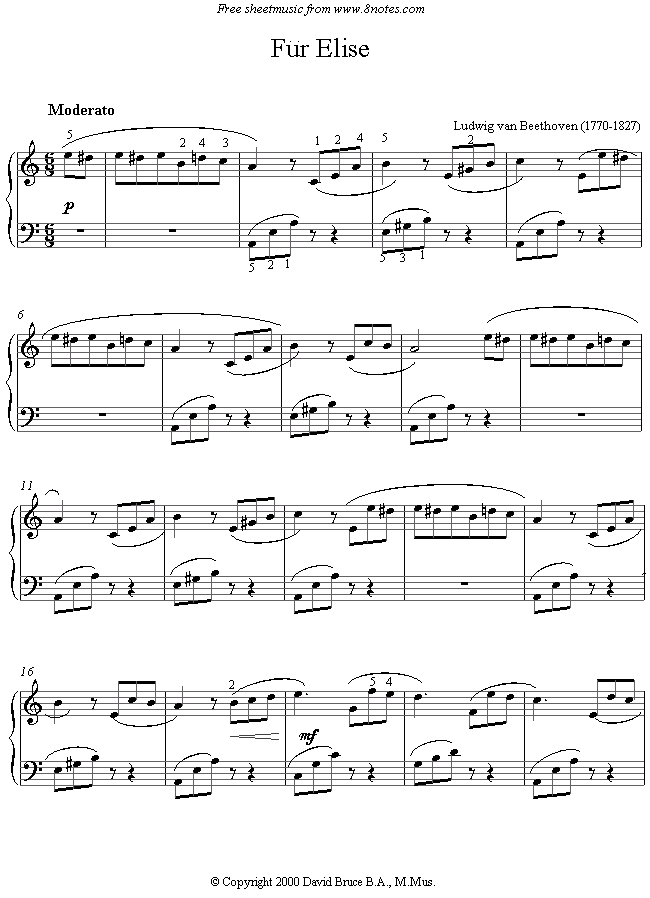 Free sheetmusic from www.8notes.com
Für Elise
Moderato
Ludwig van Beethoven (1770-1827)
5 2 4 3 1 2 4 5 2
6 8
p
6 8
5 2 1 5 3 1
6
11
16
2 5 4
mf
© Copyright 2000 David Bruce B.A., M.Mus.